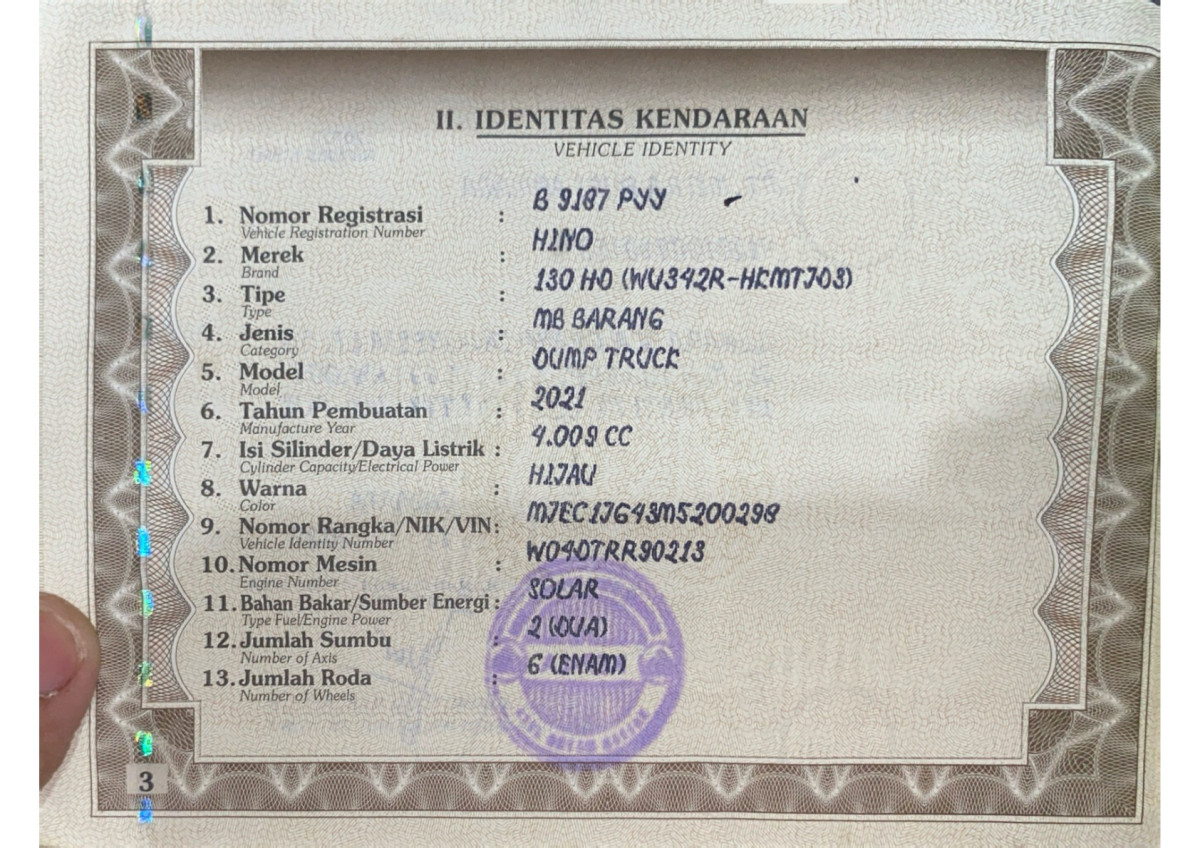 II. IDENTITAS KENDARAAN
VEHICLE IDENTITY
1. Nomor Registrasi : B 9187 PYY
Vehicle Registration Number
2. Merek : HINO
Brand
3. Tipe : 130 HD (WU342R-HKMTJD3)
Type
4. Jenis : MB BARANG
Category
5. Model : DUMP TRUCK
Model
6. Tahun Pembuatan : 2021
Manufacture Year
7. Isi Silinder/Daya Listrik : 4.009 CC
Cylinder Capacity/Electrical Power
8. Warna : HIJAU
Color
9. Nomor Rangka/NIK/VIN : MJEC1JG43M5200298
Vehicle Identity Number
10. Nomor Mesin : W04DTRR90213
Engine Number
11. Bahan Bakar/Sumber Energi : SOLAR
Type Fuel/Engine Power
12. Jumlah Sumbu : 2 (DUA)
Number of Axis
13. Jumlah Roda : 6 (ENAM)
Number of Wheels
3